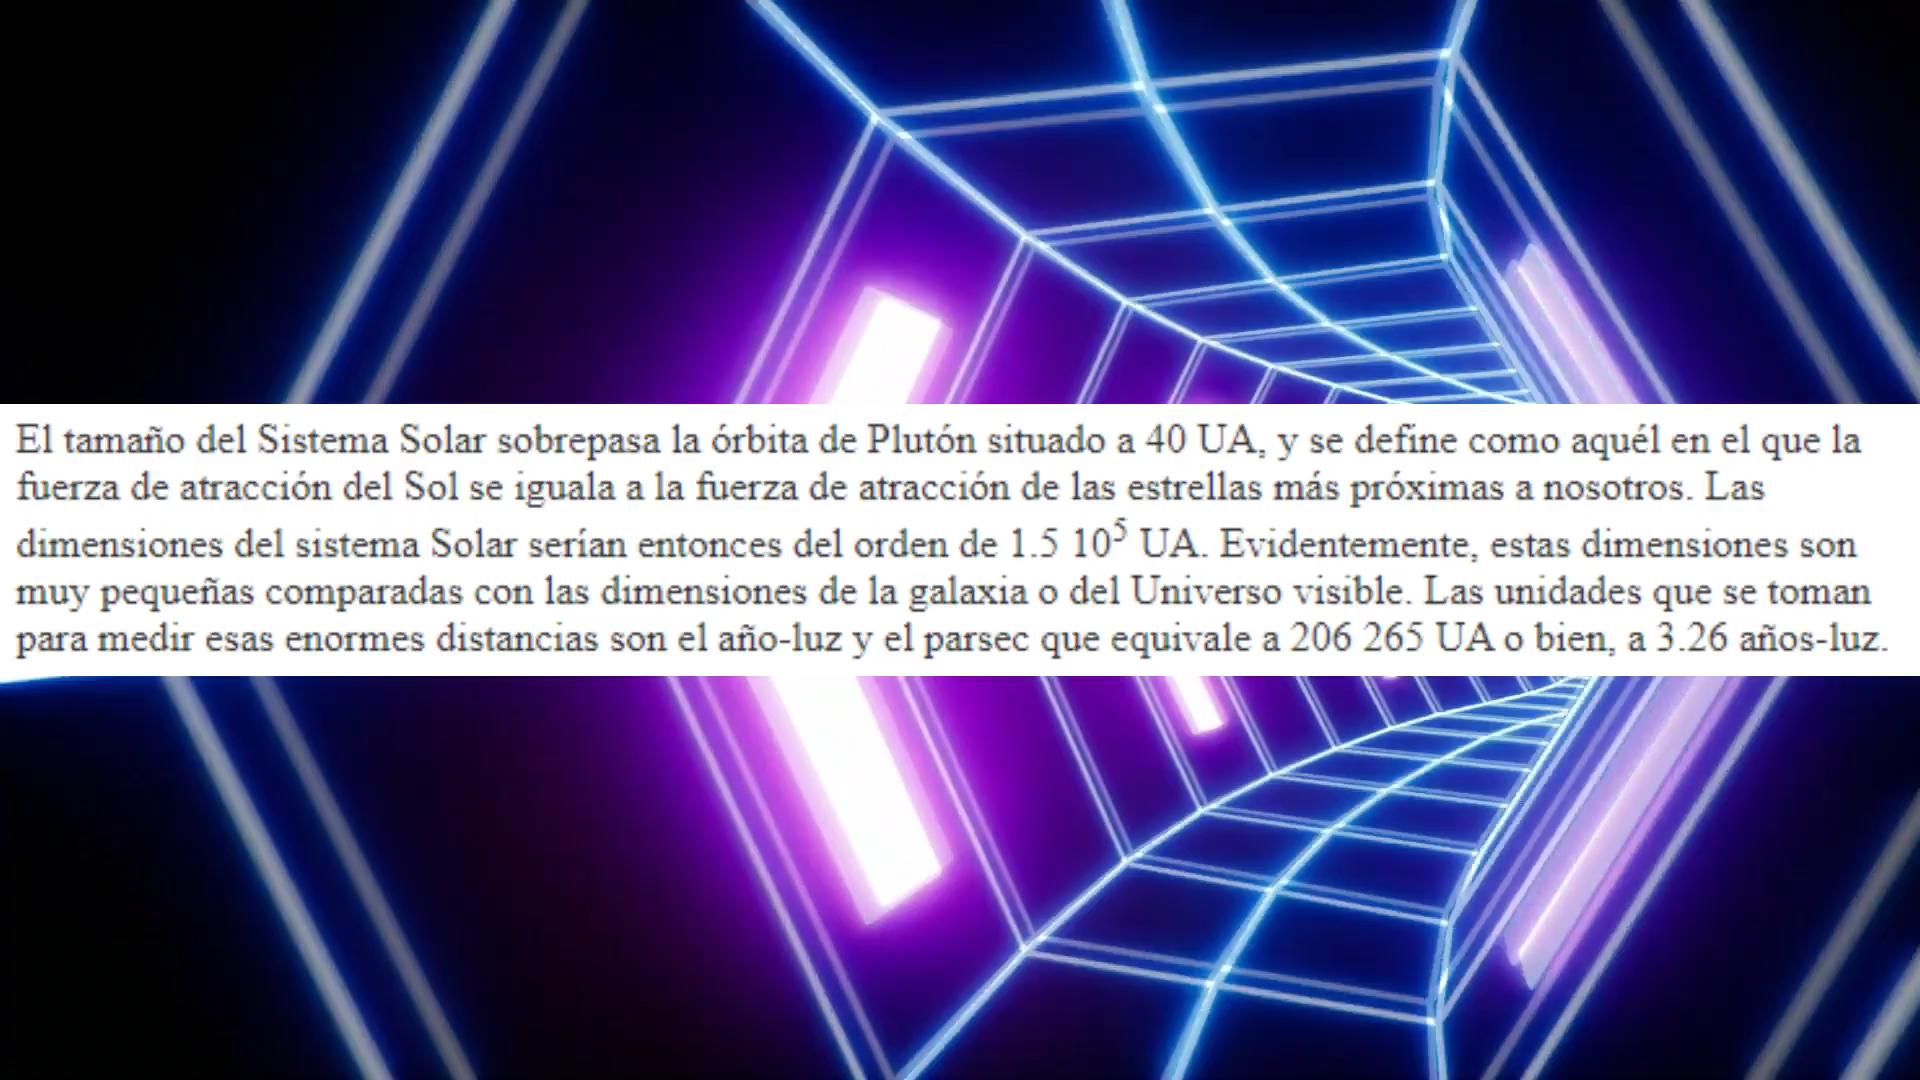 El tamaño del Sistema Solar sobrepasa la órbita de Plutón situado a 40 UA, y se define como aquél en el que la
fuerza de atracción del Sol se iguala a la fuerza de atracción de las estrellas más próximas a nosotros. Las
dimensiones del sistema Solar serían entonces del orden de 1.5 10⁵ UA. Evidentemente, estas dimensiones son
muy pequeñas comparadas con las dimensiones de la galaxia o del Universo visible. Las unidades que se toman
para medir esas enormes distancias son el año-luz y el parsec que equivale a 206 265 UA o bien, a 3.26 años-luz.